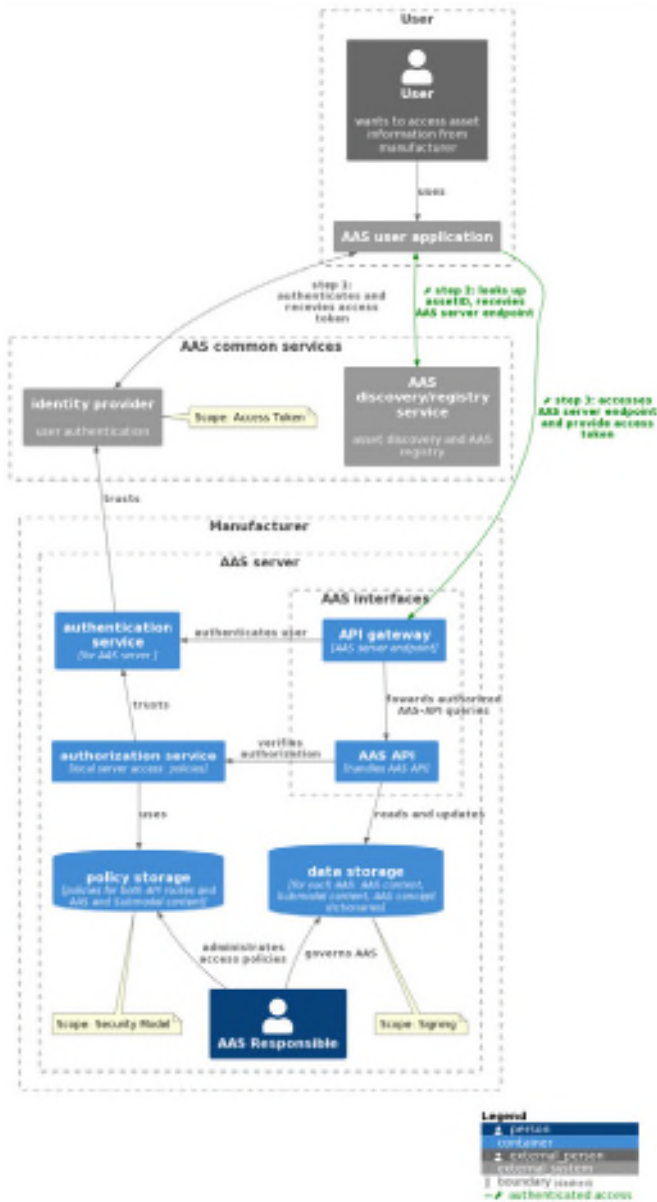 User
User
wants to access asset
information from
manufacturer
uses
AAS user application
step 1:
authenticates and
recevies access
token
step 2: looks up
assetID, recevies
AAS server endpoint
AAS common services
identity provider
user authentication
Scope: Access Token
AAS
discovery/registry
service
asset discovery and AAS
registry
step 3: accesses
AAS server endpoint
and provide access
token
trusts
Manufacturer
AAS server
AAS interfaces
authentication
service
[for AAS server ]
authenticates user
API gateway
[AAS server endpoint]
trusts
towards authorized
AAS-API queries
authorization service
[local server access policies]
verifies
authorization
AAS API
[handles AAS API]
uses
reads and updates
policy storage
[policies for both API routes and
AAS and Submodel content]
data storage
[for each AAS: AAS content,
Submodel content, AAS concept
dictionaries]
administrates
access policies
governs AAS
Scope: Security Model
AAS Responsible
Scope: Signing
Legend
person
container
external_person
external_system
boundary (dashed)
authenticated access